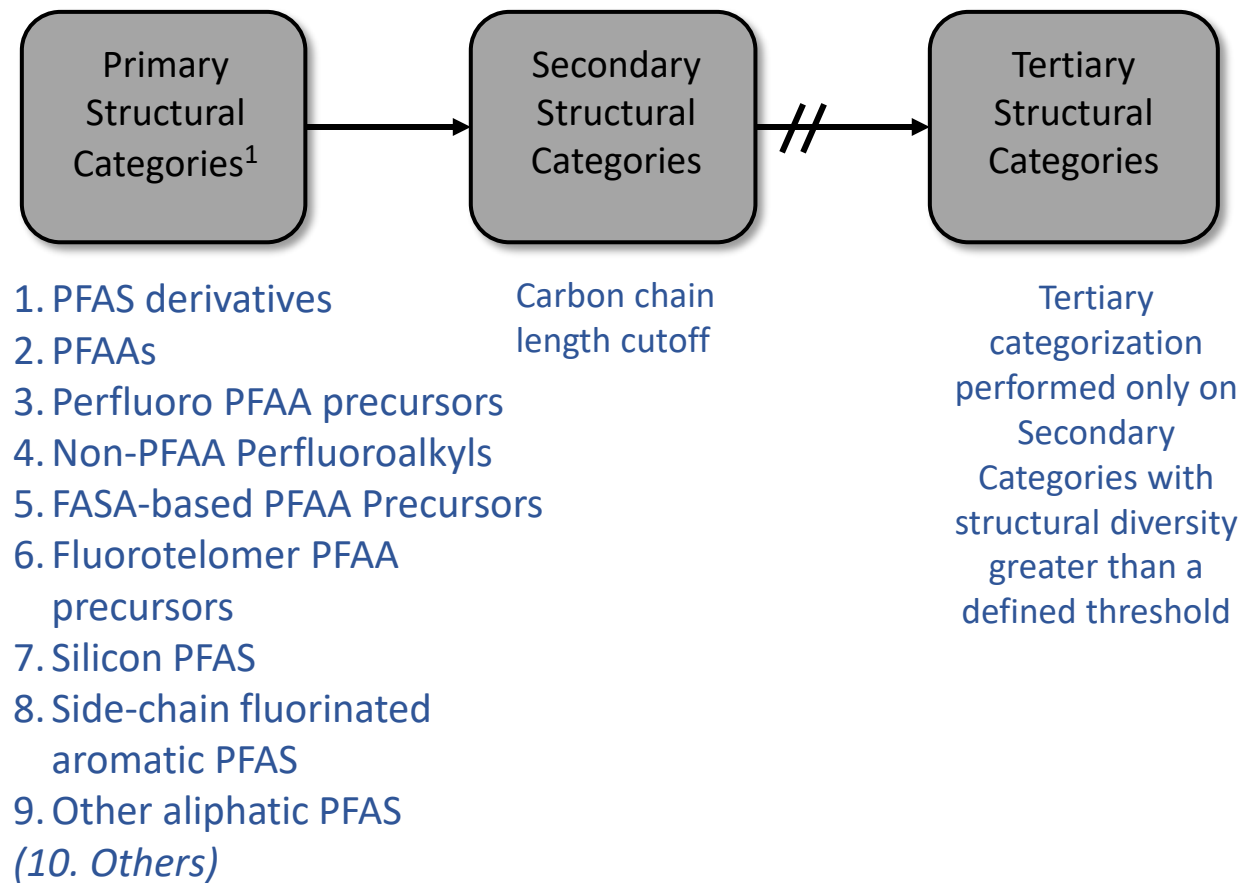 Primary
Structural
Categories¹
Secondary
Structural
Categories
Tertiary
Structural
Categories
1. PFAS derivatives
2. PFAAs
3. Perfluoro PFAA precursors
4. Non-PFAA Perfluoroalkyls
5. FASA-based PFAA Precursors
6. Fluorotelomer PFAA
precursors
7. Silicon PFAS
8. Side-chain fluorinated
aromatic PFAS
9. Other aliphatic PFAS
(10. Others)
Carbon chain
length cutoff
Tertiary
categorization
performed only on
Secondary
Categories with
structural diversity
greater than a
defined threshold